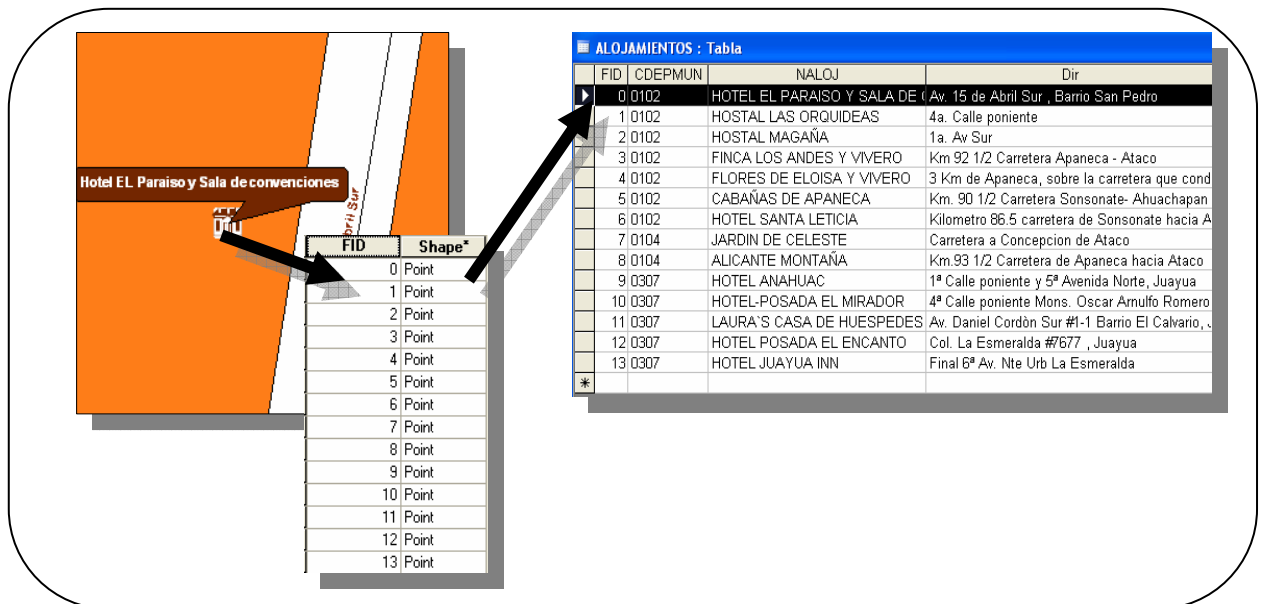 Hotel EL Paraiso y Sala de convenciones
bril Sur
FID Shape*
0 Point
1 Point
2 Point
3 Point
4 Point
5 Point
6 Point
7 Point
8 Point
9 Point
10 Point
11 Point
12 Point
13 Point
ALOJAMIENTOS : Tabla
FID CDEPMUN NALOJ Dir
0 0102 HOTEL EL PARAISO Y SALA DE Av. 15 de Abril Sur , Barrio San Pedro
1 0102 HOSTAL LAS ORQUIDEAS 4a. Calle poniente
2 0102 HOSTAL MAGAÑA 1a. Av Sur
3 0102 FINCA LOS ANDES Y VIVERO Km 92 1/2 Carretera Apaneca - Ataco
4 0102 FLORES DE ELOISA Y VIVERO 3 Km de Apaneca, sobre la carretera que cond
5 0102 CABAÑAS DE APANECA Km. 90 1/2 Carretera Sonsonate- Ahuachapan
6 0102 HOTEL SANTA LETICIA Kilometro 86.5 carretera de Sonsonate hacia A
7 0104 JARDIN DE CELESTE Carretera a Concepcion de Ataco
8 0104 ALICANTE MONTAÑA Km.93 1/2 Carretera de Apaneca hacia Ataco
9 0307 HOTEL ANAHUAC 1ª Calle poniente y 5ª Avenida Norte, Juayua
10 0307 HOTEL-POSADA EL MIRADOR 4ª Calle poniente Mons. Oscar Arnulfo Romero
11 0307 LAURA`S CASA DE HUESPEDES Av. Daniel Cordòn Sur #1-1 Barrio El Calvario,
12 0307 HOTEL POSADA EL ENCANTO Col. La Esmeralda #7677 , Juayua
13 0307 HOTEL JUAYUA INN Final 6ª Av. Nte Urb La Esmeralda